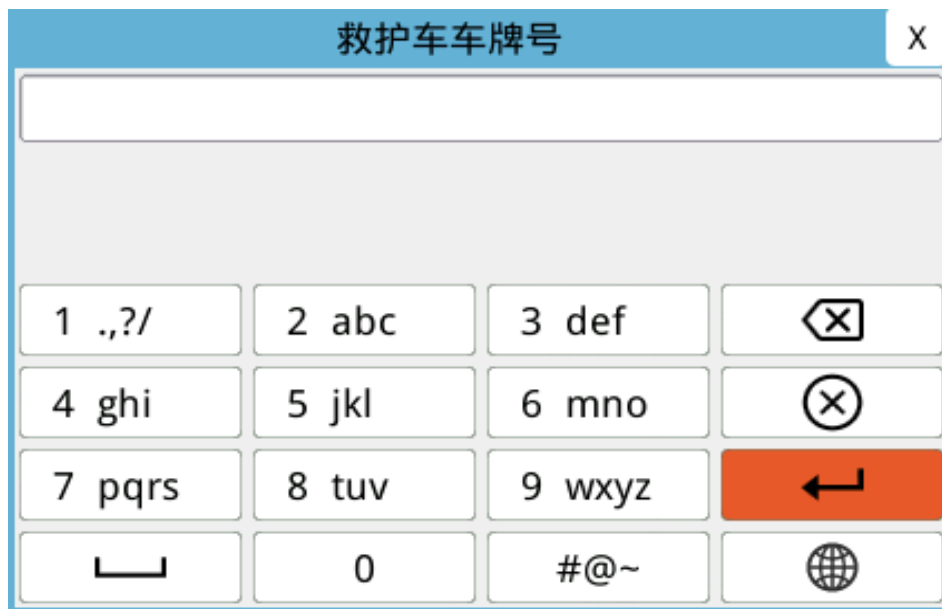 救护车车牌号 X
1 .,?/ 2 abc 3 def
4 ghi 5 jkl 6 mno
7 pqrs 8 tuv 9 wxyz
0 #@~